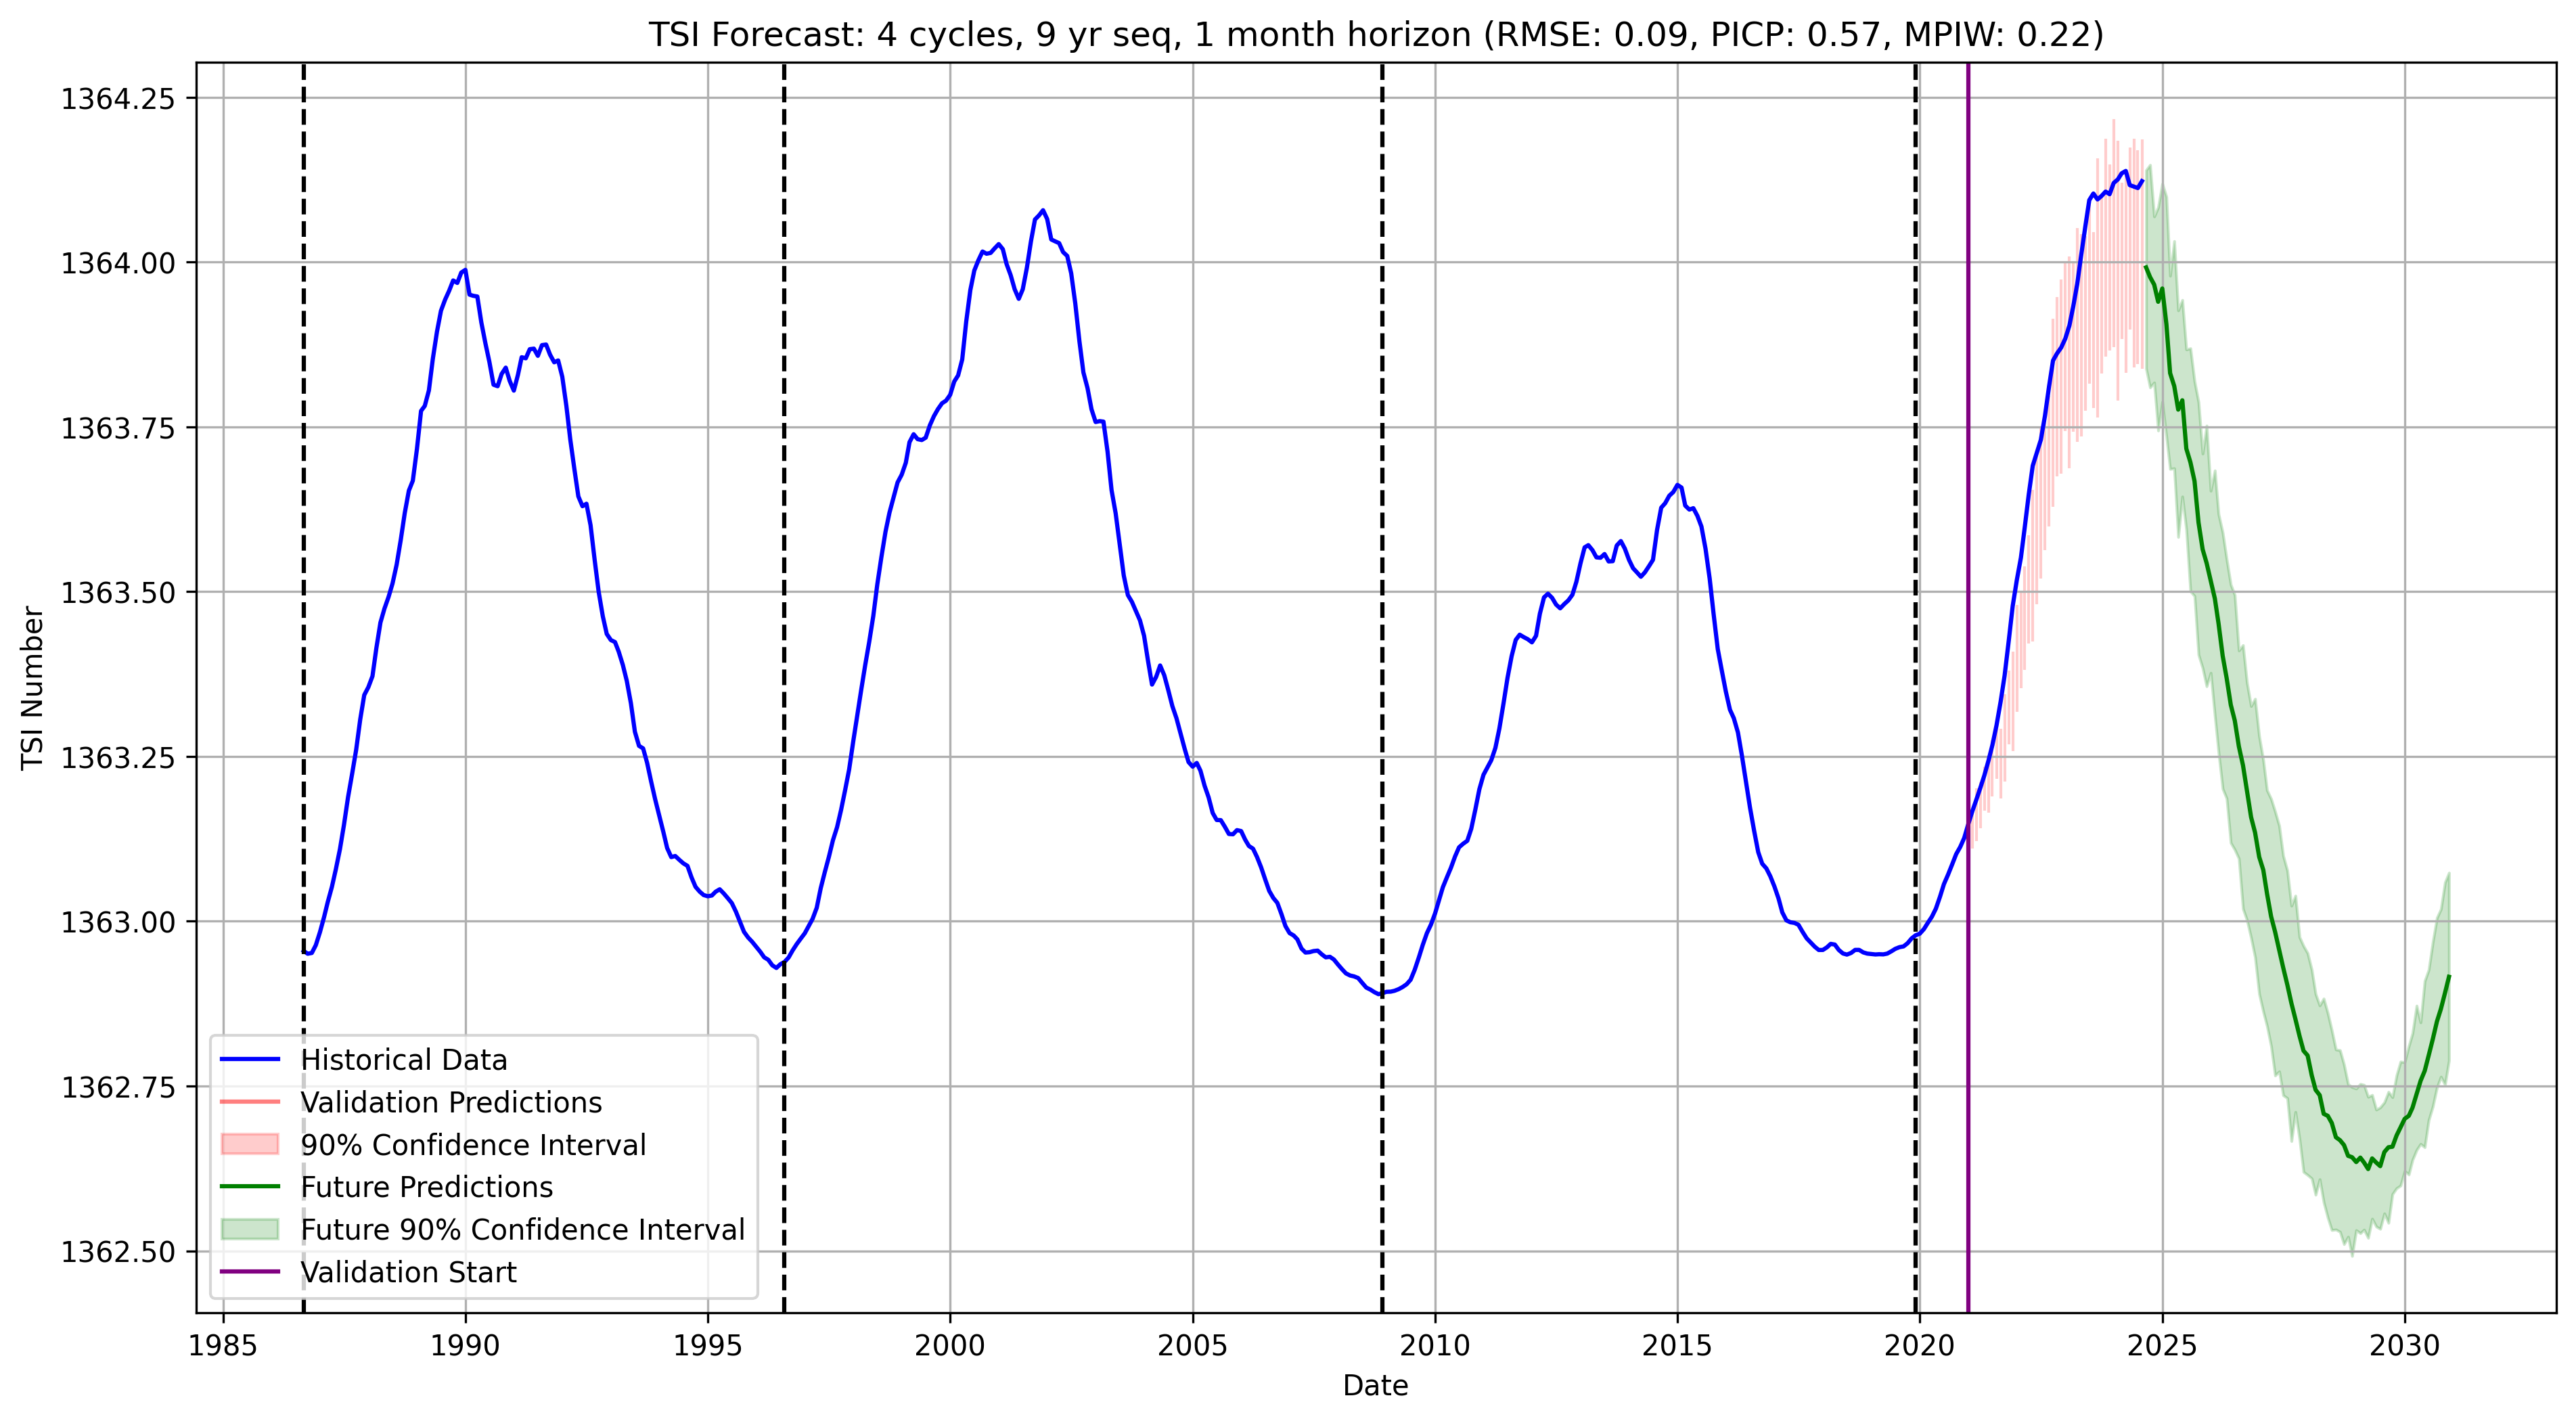 TSI Forecast: 4 cycles, 9 yr seq, 1 month horizon (RMSE: 0.09, PICP: 0.57, MPIW: 0.22)
TSI Number
1364.25
1364.00
1363.75
1363.50
1363.25
1363.00
1362.75
1362.50
Historical Data
Validation Predictions
90% Confidence Interval
Future Predictions
Future 90% Confidence Interval
Validation Start
1985 1990 1995 2000 2005 2010 2015 2020 2025 2030
Date